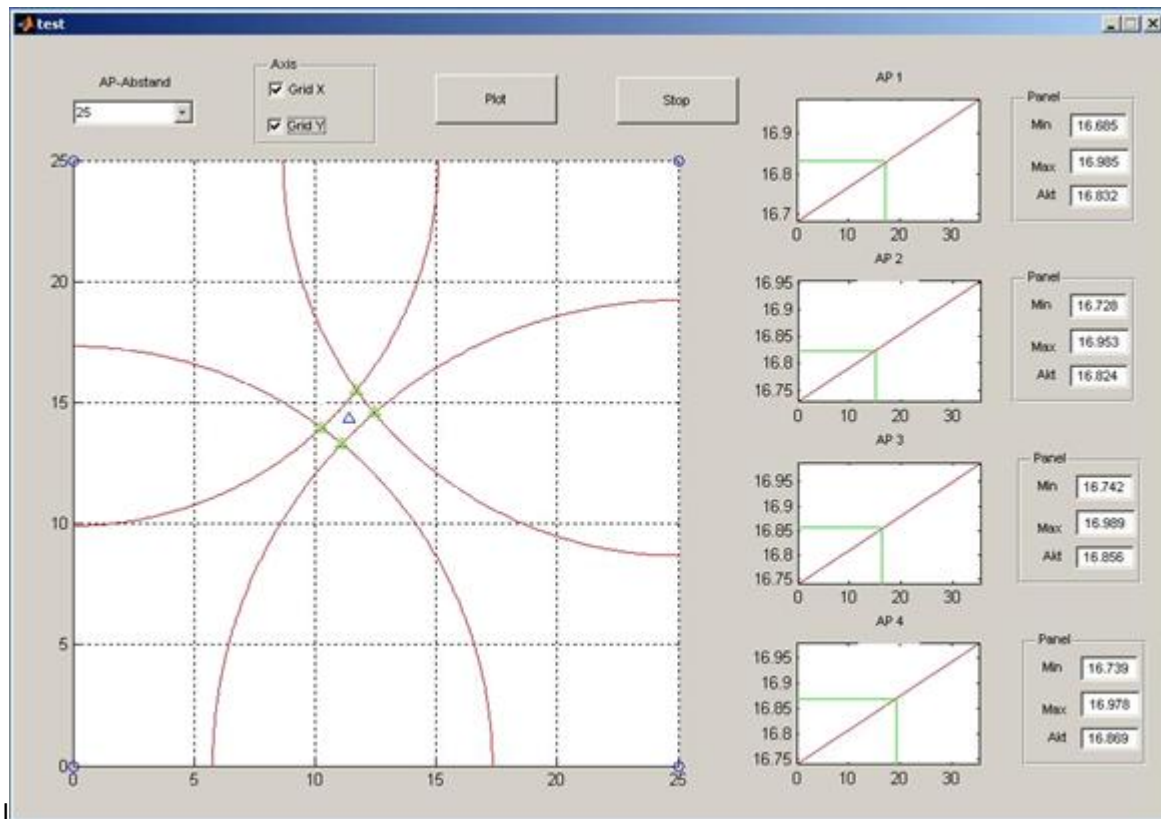 test
AP-Abstand
25
Axis
Grid X
Grid Y
Plot
Stop
25
20
15
10
5
0
0 5 10 15 20 25
AP 1
16.9
16.8
16.7
0 10 20 30
Panel
Min 16.685
Max 16.985
Akt 16.832
AP 2
16.95
16.9
16.85
16.8
16.75
0 10 20 30
Panel
Min 16.728
Max 16.953
Akt 16.824
AP 3
16.95
16.9
16.85
16.8
16.75
0 10 20 30
Panel
Min 16.742
Max 16.989
Akt 16.856
AP 4
16.95
16.9
16.85
16.8
16.75
0 10 20 30
Panel
Min 16.739
Max 16.978
Akt 16.869